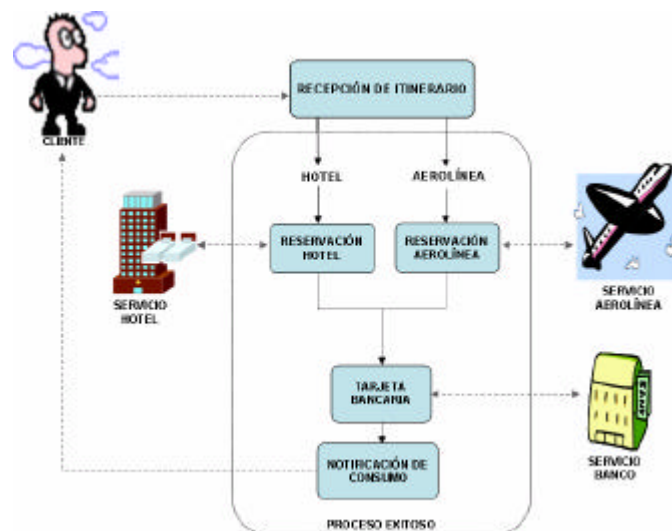 RECEPCIÓN DE ITINERARIO
CLIENTE
HOTEL
AEROLÍNEA
RESERVACIÓN
HOTEL
RESERVACIÓN
AEROLÍNEA
SERVICIO
HOTEL
SERVICIO
AEROLÍNEA
TARJETA
BANCARIA
BANK
SERVICIO
BANCO
NOTIFICACIÓN DE
CONSUMO
PROCESO EXITOSO